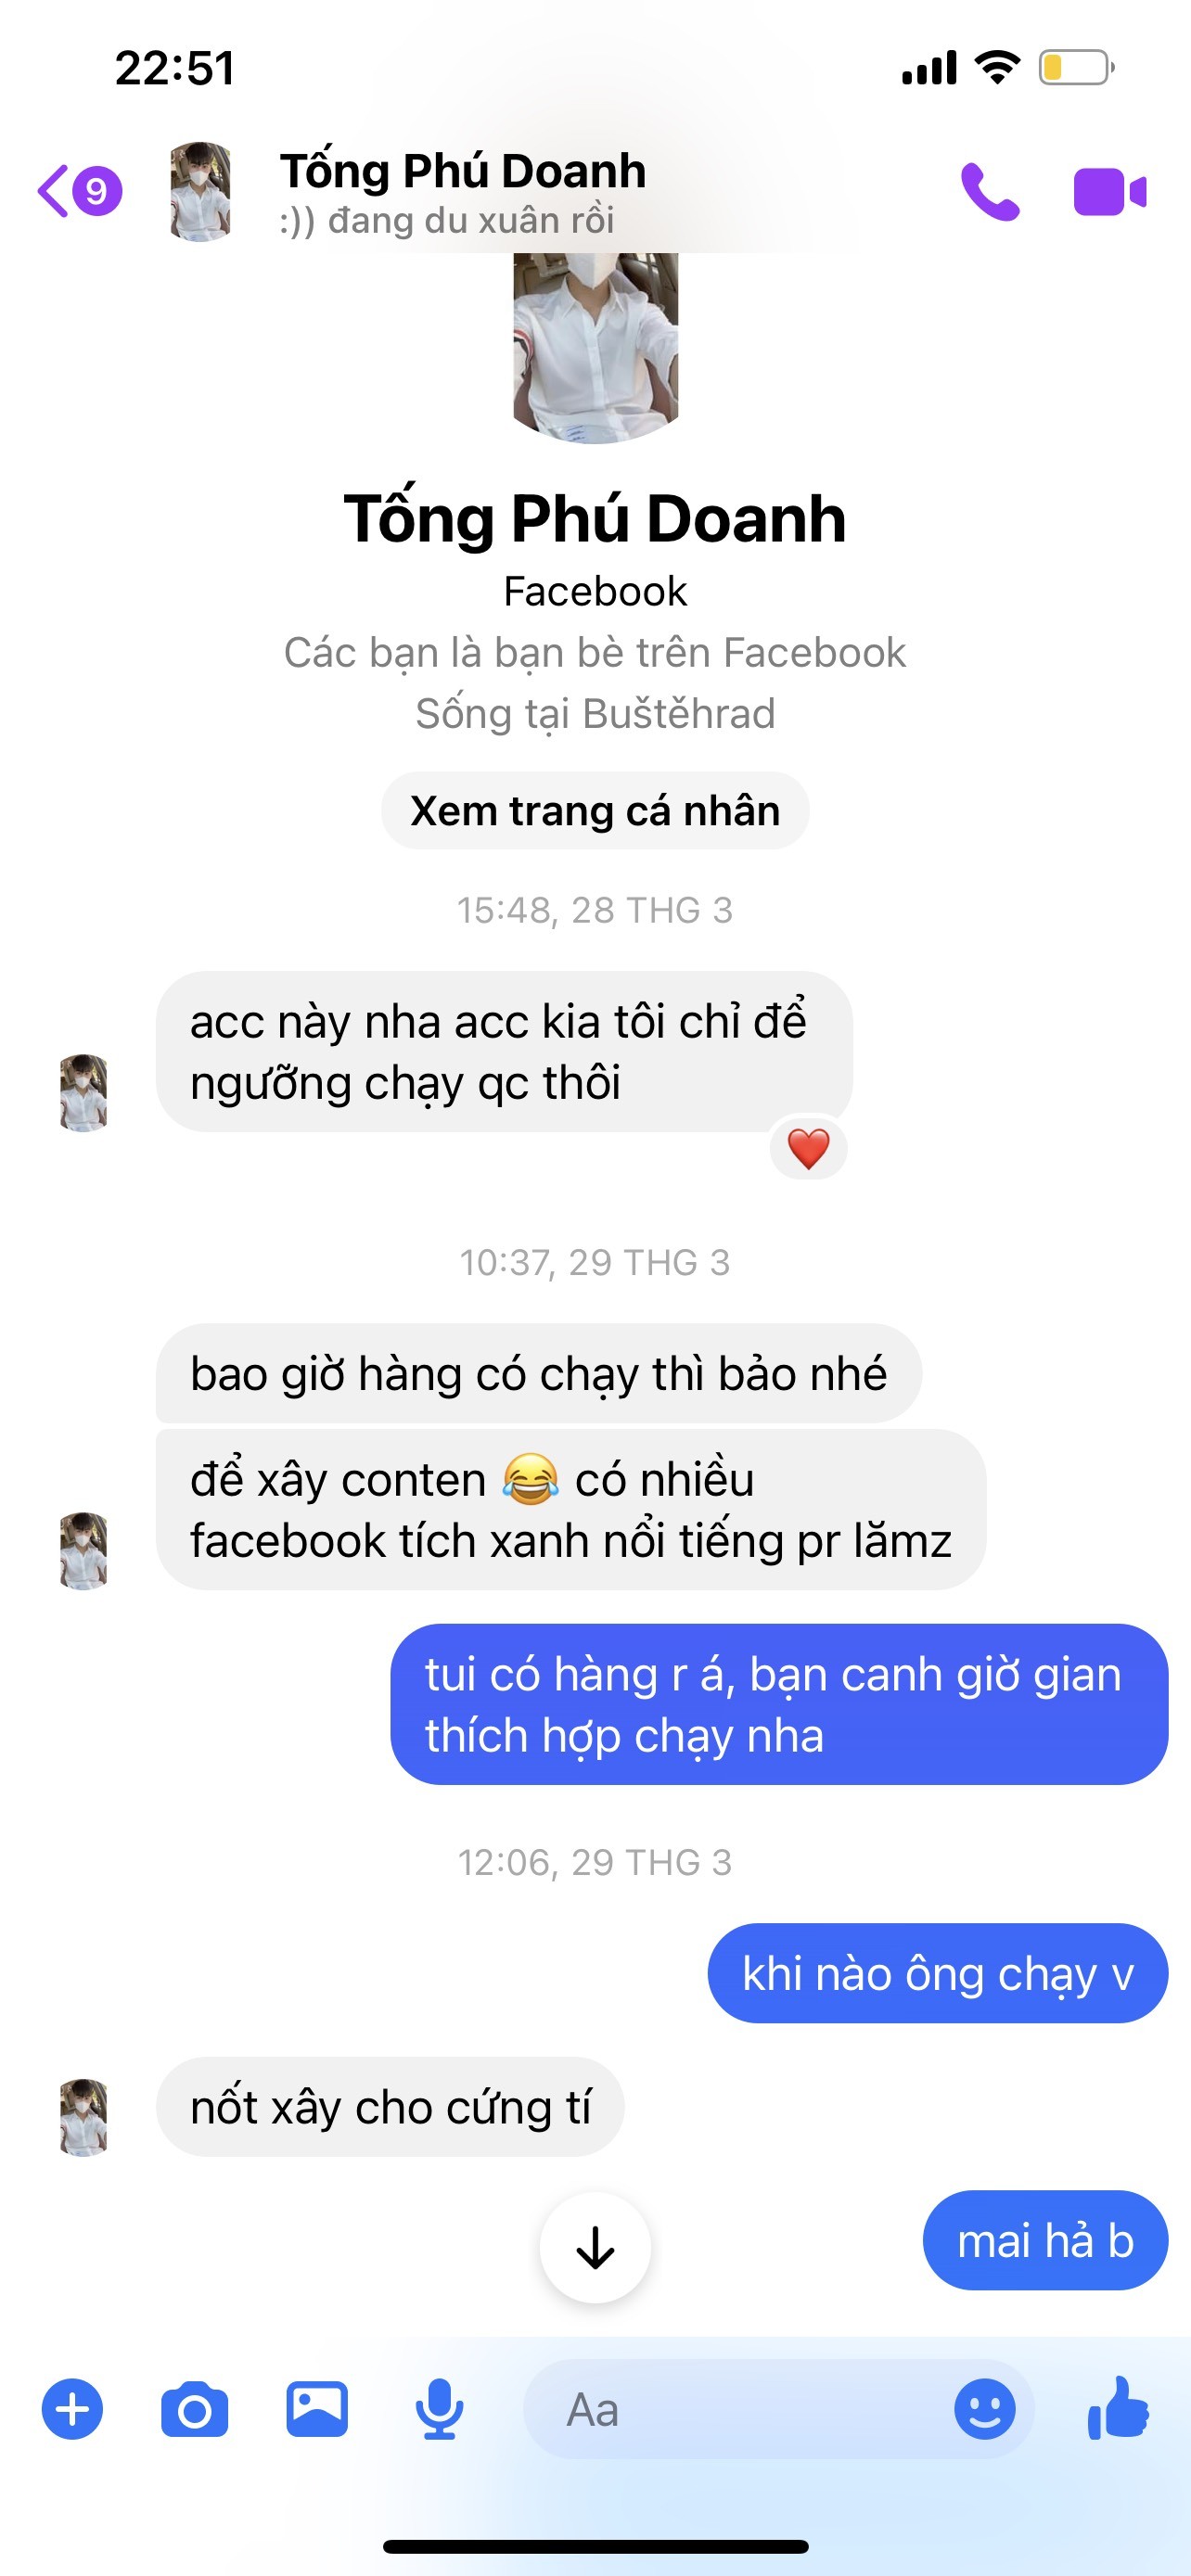 22:51
9
Tống Phú Doanh
:)) đang du xuân rồi
Tống Phú Doanh
Facebook
Các bạn là bạn bè trên Facebook
Sống tại Buštěhrad
Xem trang cá nhân
15:48, 28 THG 3
acc này nha acc kia tôi chỉ để
ngưỡng chạy qc thôi
10:37, 29 THG 3
bao giờ hàng có chạy thì bảo nhé
để xây conten 😂 có nhiều
facebook tích xanh nổi tiếng pr lămz
tui có hàng r á, bạn canh giờ gian
thích hợp chạy nha
12:06, 29 THG 3
khi nào ông chạy v
nốt xây cho cứng tí
mai hả b
Aa